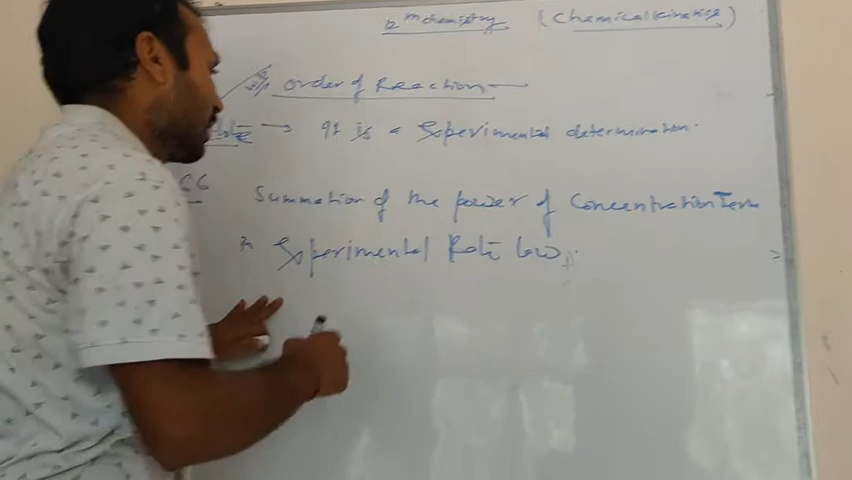 12th chemistry (Chemical kinetics)
order of Reaction
→ It is a Experimental determination.
Summation of the power of Concentration Term
in Experimental Rate law.